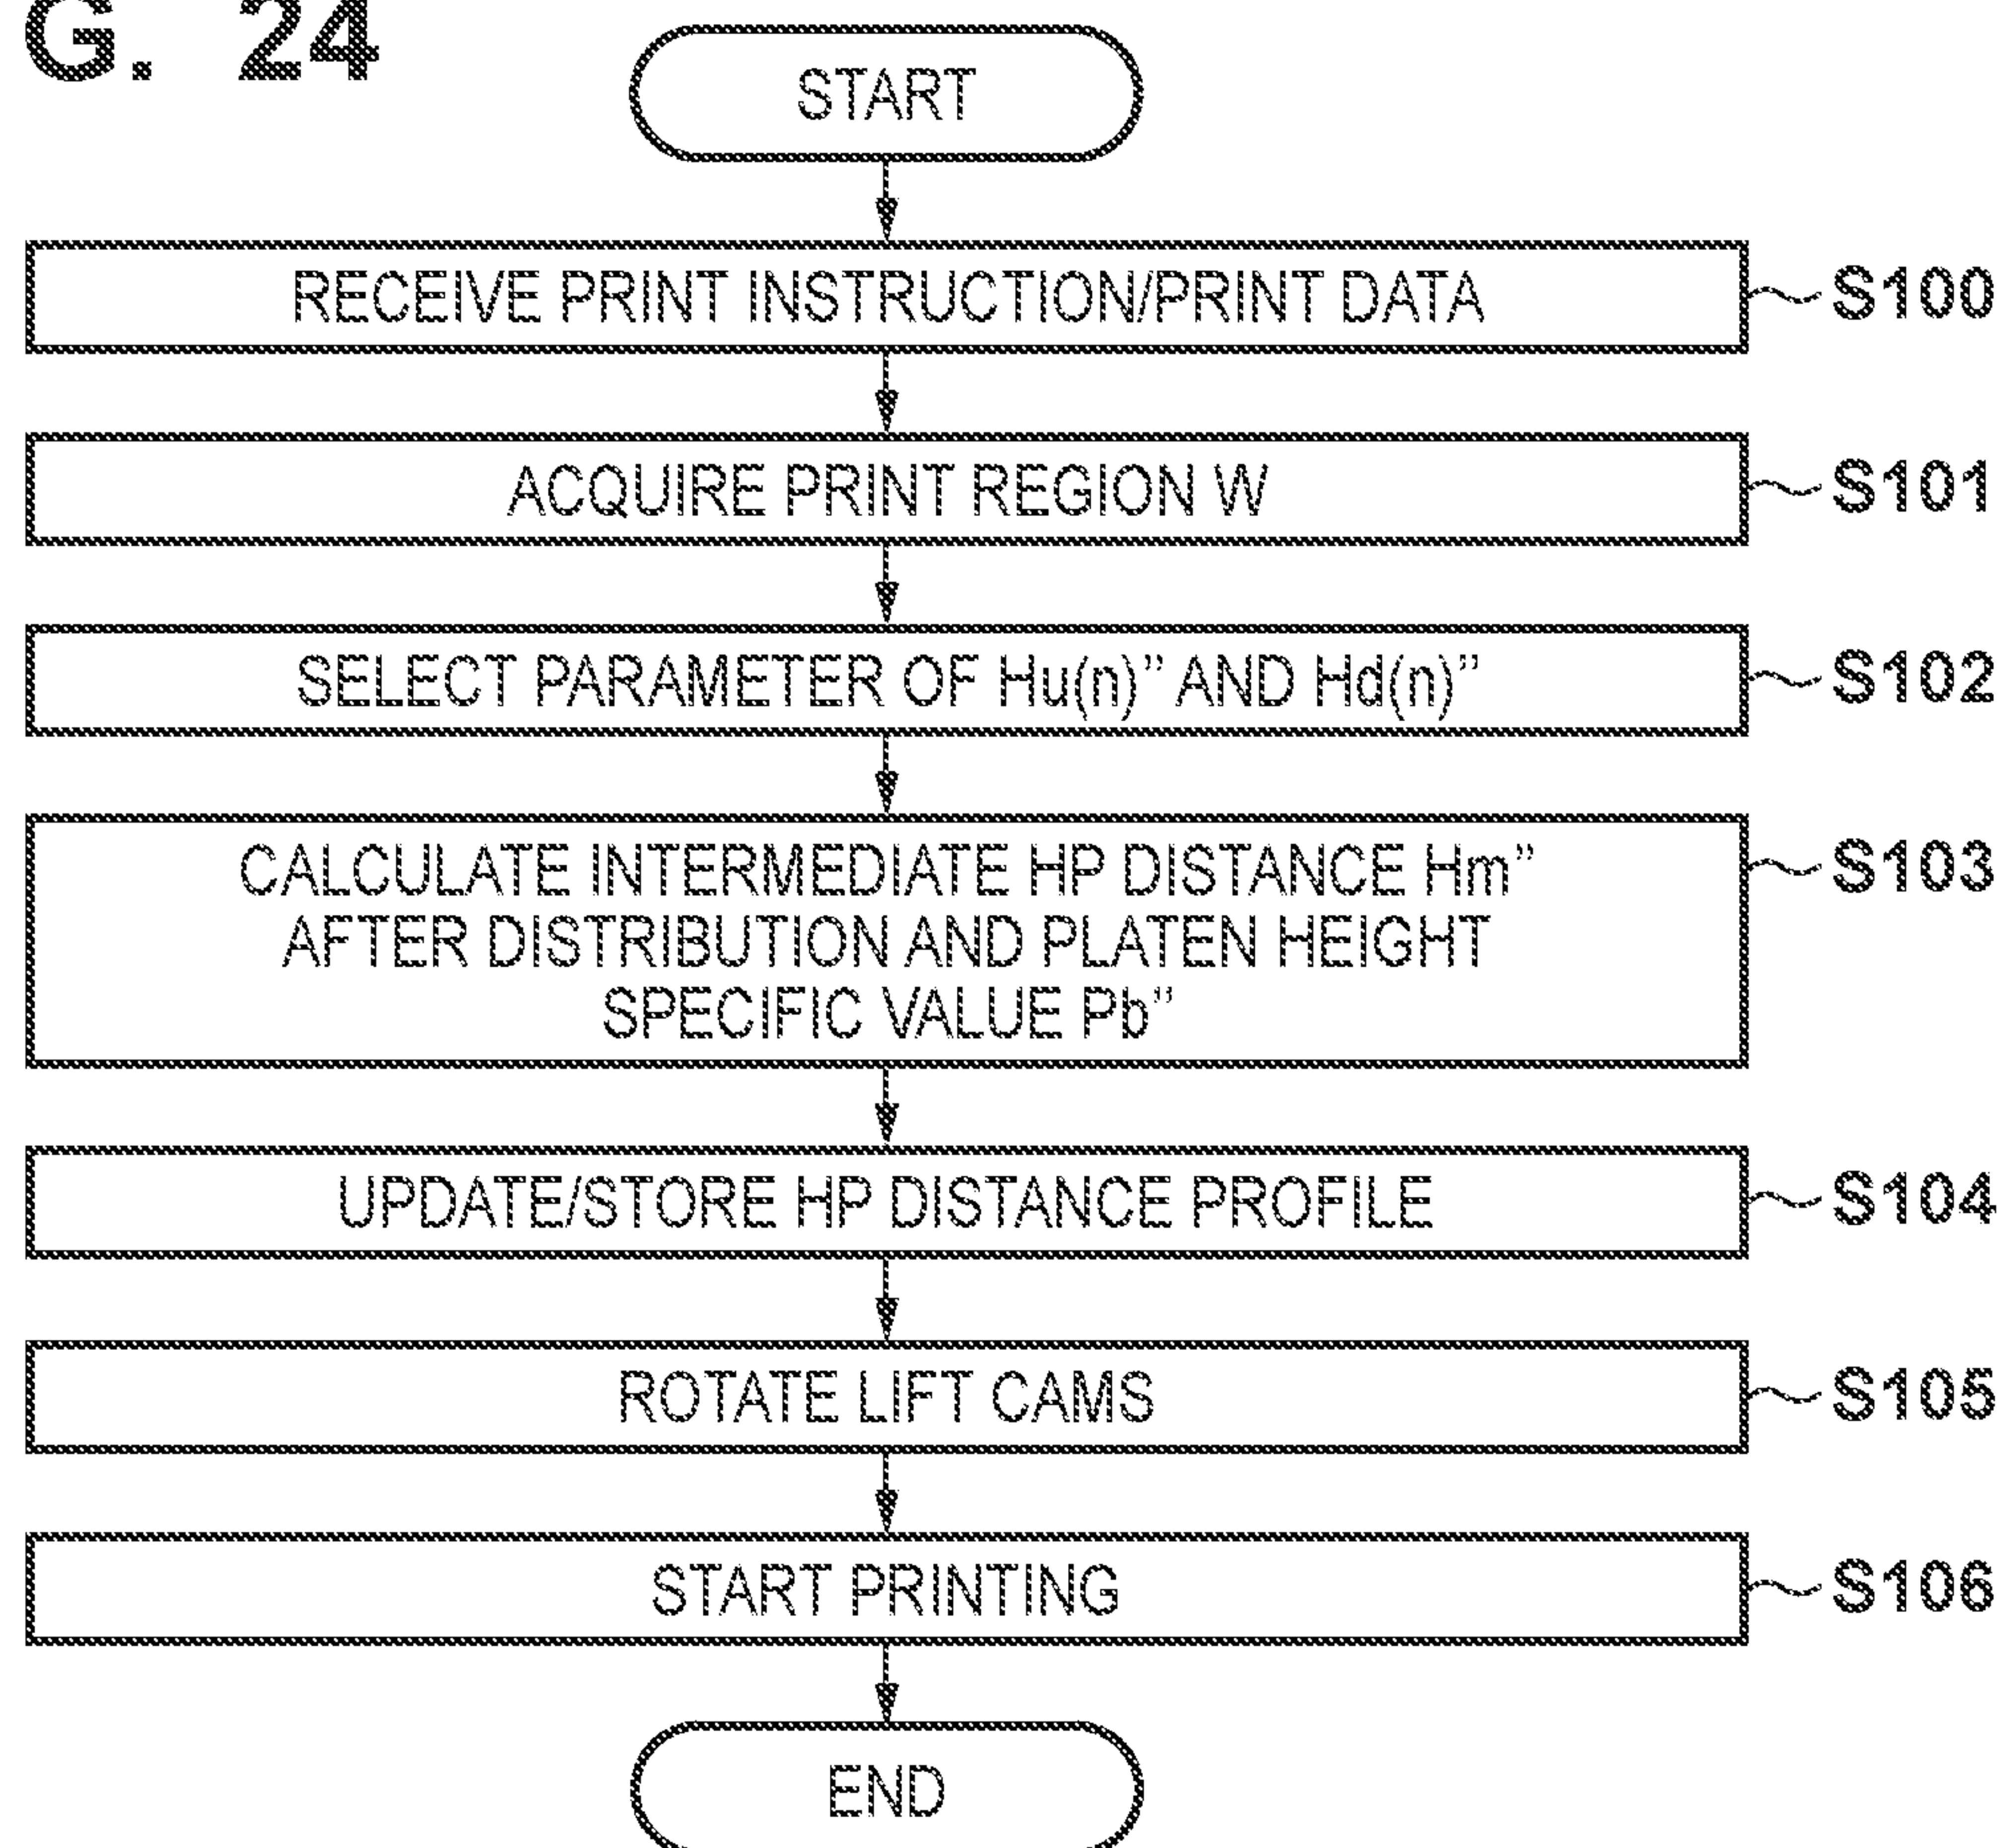 G. 24
START
RECEIVE PRINT INSTRUCTION/PRINT DATA
S100
ACQUIRE PRINT REGION W
S101
SELECT PARAMETER OF Hu(n)” AND Hd(n)”
S102
CALCULATE INTERMEDIATE HP DISTANCE Hm”
AFTER DISTRIBUTION AND PLATEN HEIGHT
SPECIFIC VALUE Pb”
S103
UPDATE/STORE HP DISTANCE PROFILE
S104
ROTATE LIFT CAMS
S105
START PRINTING
S106
END